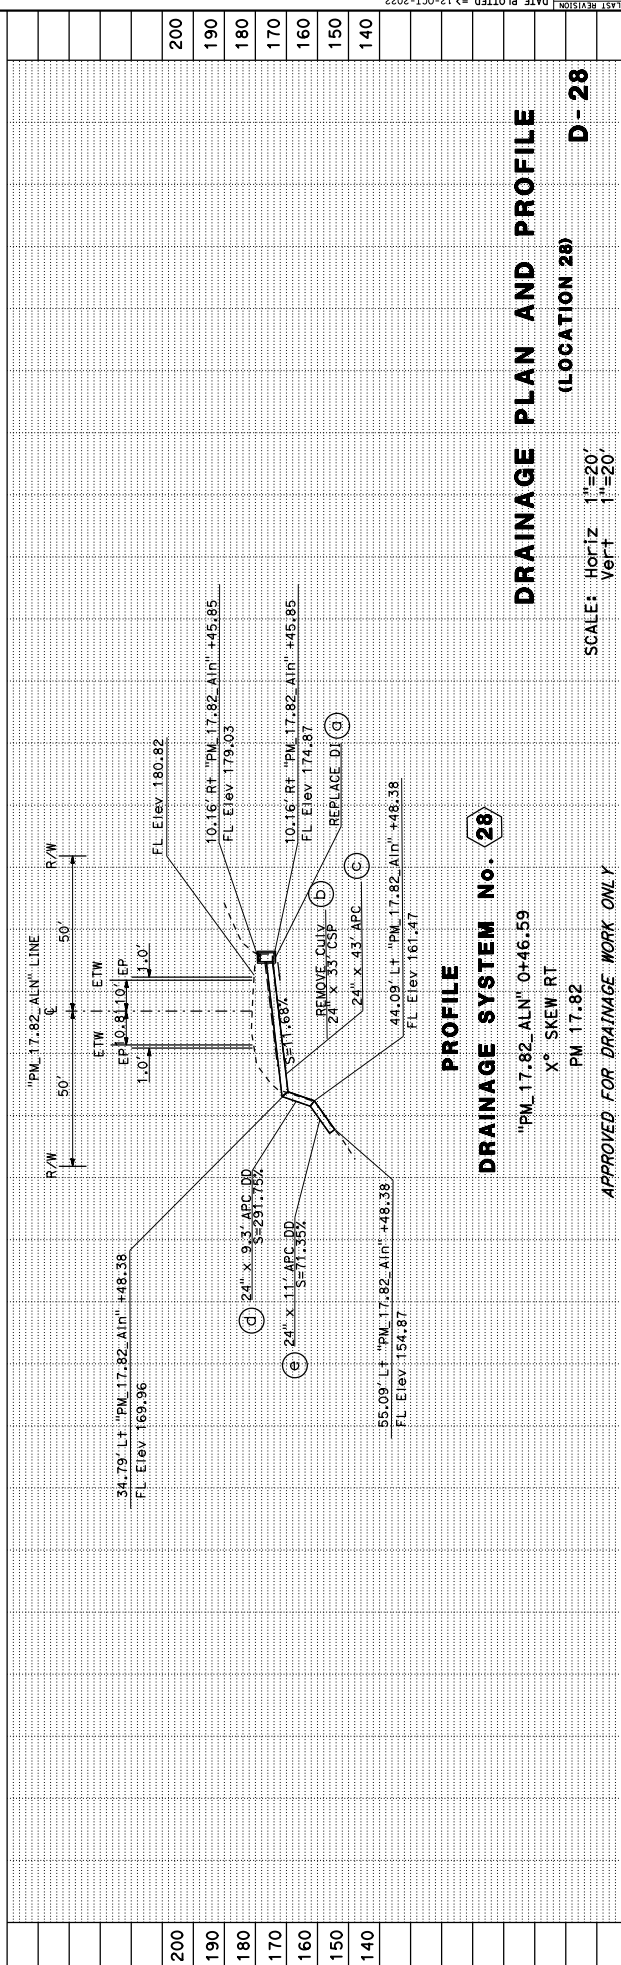 "PM_17.82_ALN" LINE
R/W
50'
℄
50'
R/W
ETW
ETW
EP
10.8'
10'
EP
1.0'
1.0'
200
190
180
170
160
150
140
200
190
180
170
160
150
140
34.79' Lt "PM_17.82_Aln" +48.38
FL Elev 169.96
d
24" x 9.3' APC DD
S=291.75%
e
24" x 11' APC DD
S=71.35%
55.09' Lt "PM_17.82_Aln" +48.38
FL Elev 154.87
FL Elev 180.82
10.16' Rt "PM_17.82_Aln" +45.85
FL Elev 179.03
10.16' Rt "PM_17.82_Aln" +45.85
FL Elev 174.87
REPLACE DI
a
S=11.68%
REMOVE Culv
24" x 33' CSP
b
24" x 43' APC
c
44.09' Lt "PM_17.82_Aln" +48.38
FL Elev 161.47
PROFILE
DRAINAGE SYSTEM No. 28
"PM_17.82_ALN" 0+46.59
X° SKEW RT
PM 17.82
APPROVED FOR DRAINAGE WORK ONLY
DRAINAGE PLAN AND PROFILE
(LOCATION 28)
SCALE: Horiz 1"=20'
Vert 1"=20'
D-28
LAST REVISION
DATE PLOTTED => 12-OCT-2022